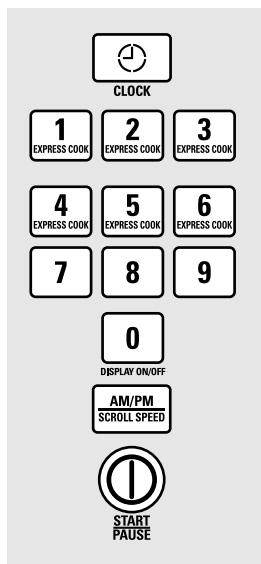 CLOCK
1 2 3
EXPRESS COOK EXPRESS COOK EXPRESS COOK
4 5 6
EXPRESS COOK EXPRESS COOK EXPRESS COOK
7 8 9
0
DISPLAY ON/OFF
AM/PM
SCROLL SPEED
START
PAUSE